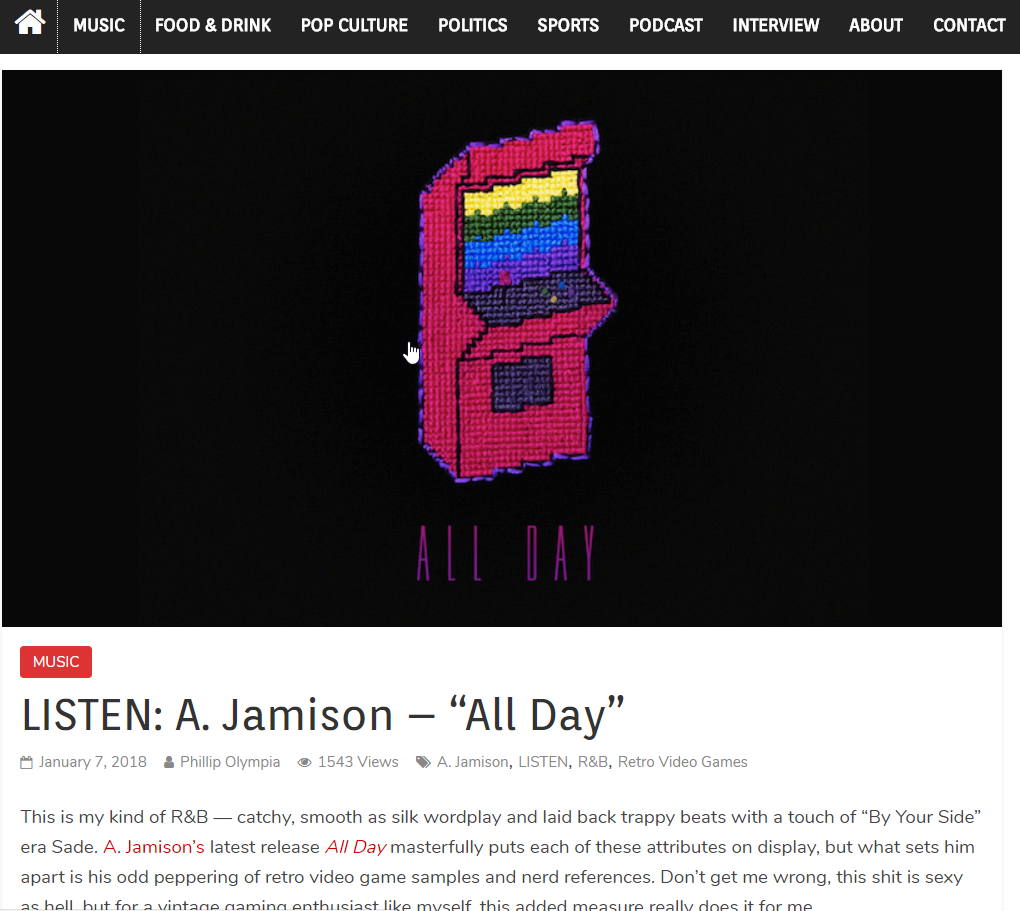 MUSIC FOOD & DRINK POP CULTURE POLITICS SPORTS PODCAST INTERVIEW ABOUT CONTACT
ALL DAY
MUSIC
LISTEN: A. Jamison – “All Day”
January 7, 2018 Phillip Olympia 1543 Views A. Jamison, LISTEN, R&B, Retro Video Games
This is my kind of R&B — catchy, smooth as silk wordplay and laid back trappy beats with a touch of “By Your Side”
era Sade. A. Jamison’s latest release All Day masterfully puts each of these attributes on display, but what sets him
apart is his odd peppering of retro video game samples and nerd references. Don’t get me wrong, this shit is sexy
as hell, but for a vintage gaming enthusiast like myself, this added measure really does it for me.